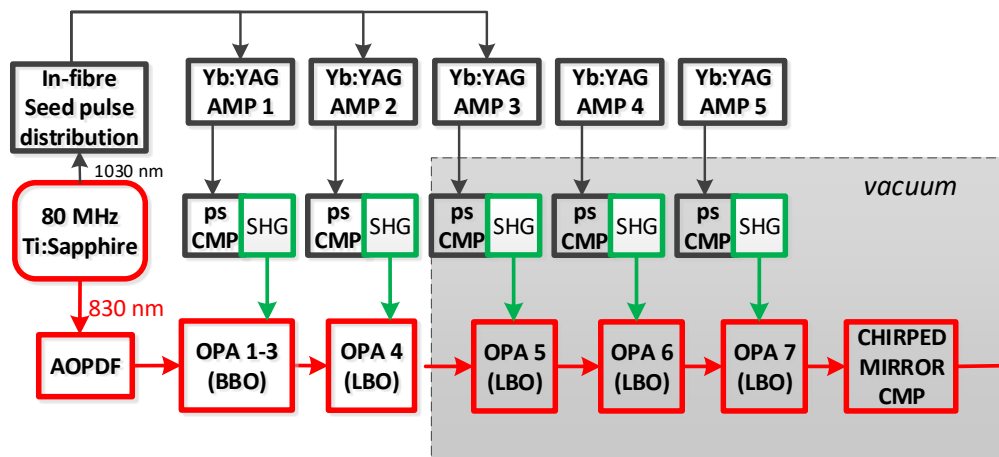 In-fibre
Seed pulse
distribution
Yb:YAG
AMP 1
Yb:YAG
AMP 2
Yb:YAG
AMP 3
Yb:YAG
AMP 4
Yb:YAG
AMP 5
1030 nm
vacuum
80 MHz
Ti:Sapphire
ps
CMP
SHG
ps
CMP
SHG
ps
CMP
SHG
ps
CMP
SHG
ps
CMP
SHG
830 nm
AOPDF
OPA 1-3
(BBO)
OPA 4
(LBO)
OPA 5
(LBO)
OPA 6
(LBO)
OPA 7
(LBO)
CHIRPED
MIRROR
CMP